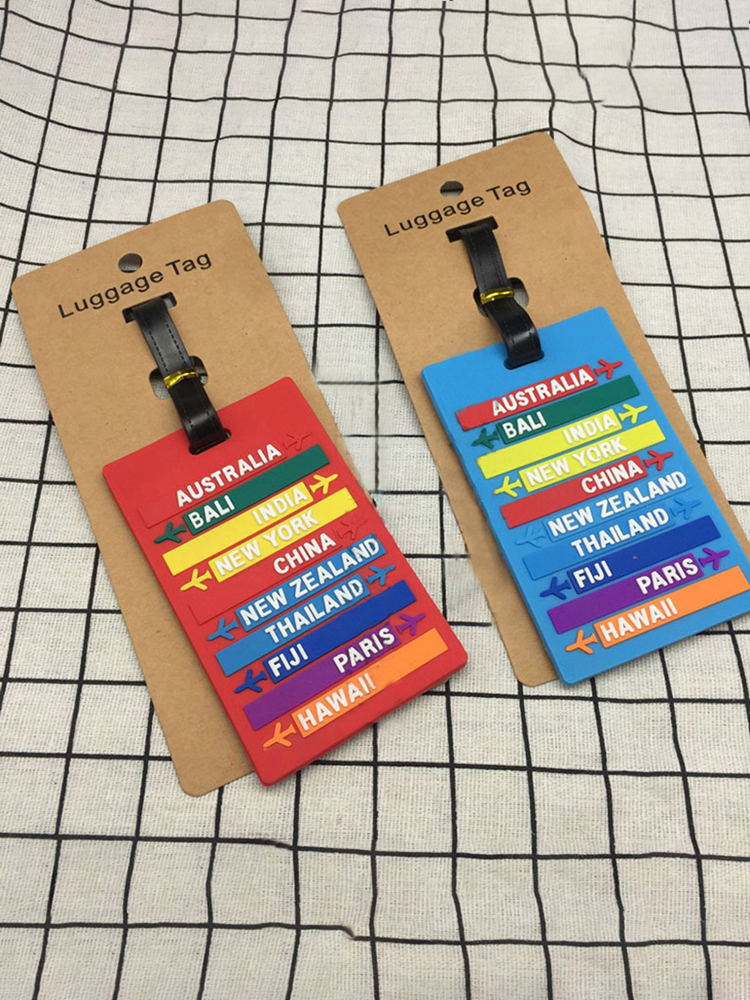 Luggage Tag
AUSTRALIA
BALI
INDIA
NEW YORK
CHINA
NEW ZEALAND
THAILAND
FIJI
PARIS
HAWAII
Luggage Tag
AUSTRALIA
BALI
INDIA
NEW YORK
CHINA
NEW ZEALAND
THAILAND
FIJI
PARIS
HAWAII